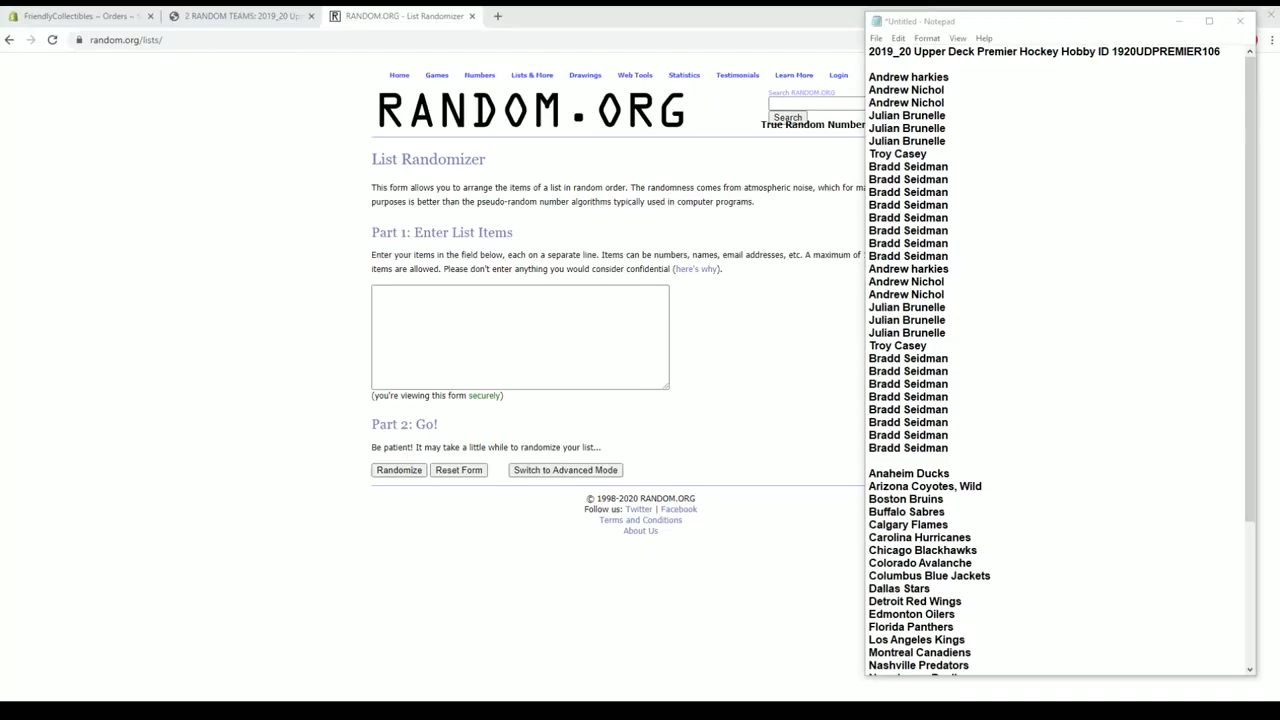 FriendlyCollectibles ~ Orders ~
2 RANDOM TEAMS: 2019_20 Up
RANDOM.ORG - List Randomizer
random.org/lists/
Home Games Numbers Lists & More Drawings Web Tools Statistics Testimonials Learn More Login
RANDOM.ORG
Search RANDOM.ORG
Search
True Random Number
List Randomizer
This form allows you to arrange the items of a list in random order. The randomness comes from atmospheric noise, which for
purposes is better than the pseudo-random number algorithms typically used in computer programs.
Part 1: Enter List Items
Enter your items in the field below, each on a separate line. Items can be numbers, names, email addresses, etc. A maximum of
items are allowed. Please don't enter anything you would consider confidential (here's why).
(you're viewing this form securely)
Part 2: Go!
Be patient! It may take a little while to randomize your list...
Randomize Reset Form Switch to Advanced Mode
© 1998-2020 RANDOM.ORG
Follow us: Twitter | Facebook
Terms and Conditions
About Us
*Untitled - Notepad
File Edit Format View Help
2019_20 Upper Deck Premier Hockey Hobby ID 1920UDPREMIER106
Andrew harkies
Andrew Nichol
Andrew Nichol
Julian Brunelle
Julian Brunelle
Julian Brunelle
Troy Casey
Bradd Seidman
Bradd Seidman
Bradd Seidman
Bradd Seidman
Bradd Seidman
Bradd Seidman
Bradd Seidman
Bradd Seidman
Andrew harkies
Andrew Nichol
Andrew Nichol
Julian Brunelle
Julian Brunelle
Julian Brunelle
Troy Casey
Bradd Seidman
Bradd Seidman
Bradd Seidman
Bradd Seidman
Bradd Seidman
Bradd Seidman
Bradd Seidman
Bradd Seidman
Anaheim Ducks
Arizona Coyotes, Wild
Boston Bruins
Buffalo Sabres
Calgary Flames
Carolina Hurricanes
Chicago Blackhawks
Colorado Avalanche
Columbus Blue Jackets
Dallas Stars
Detroit Red Wings
Edmonton Oilers
Florida Panthers
Los Angeles Kings
Montreal Canadiens
Nashville Predators